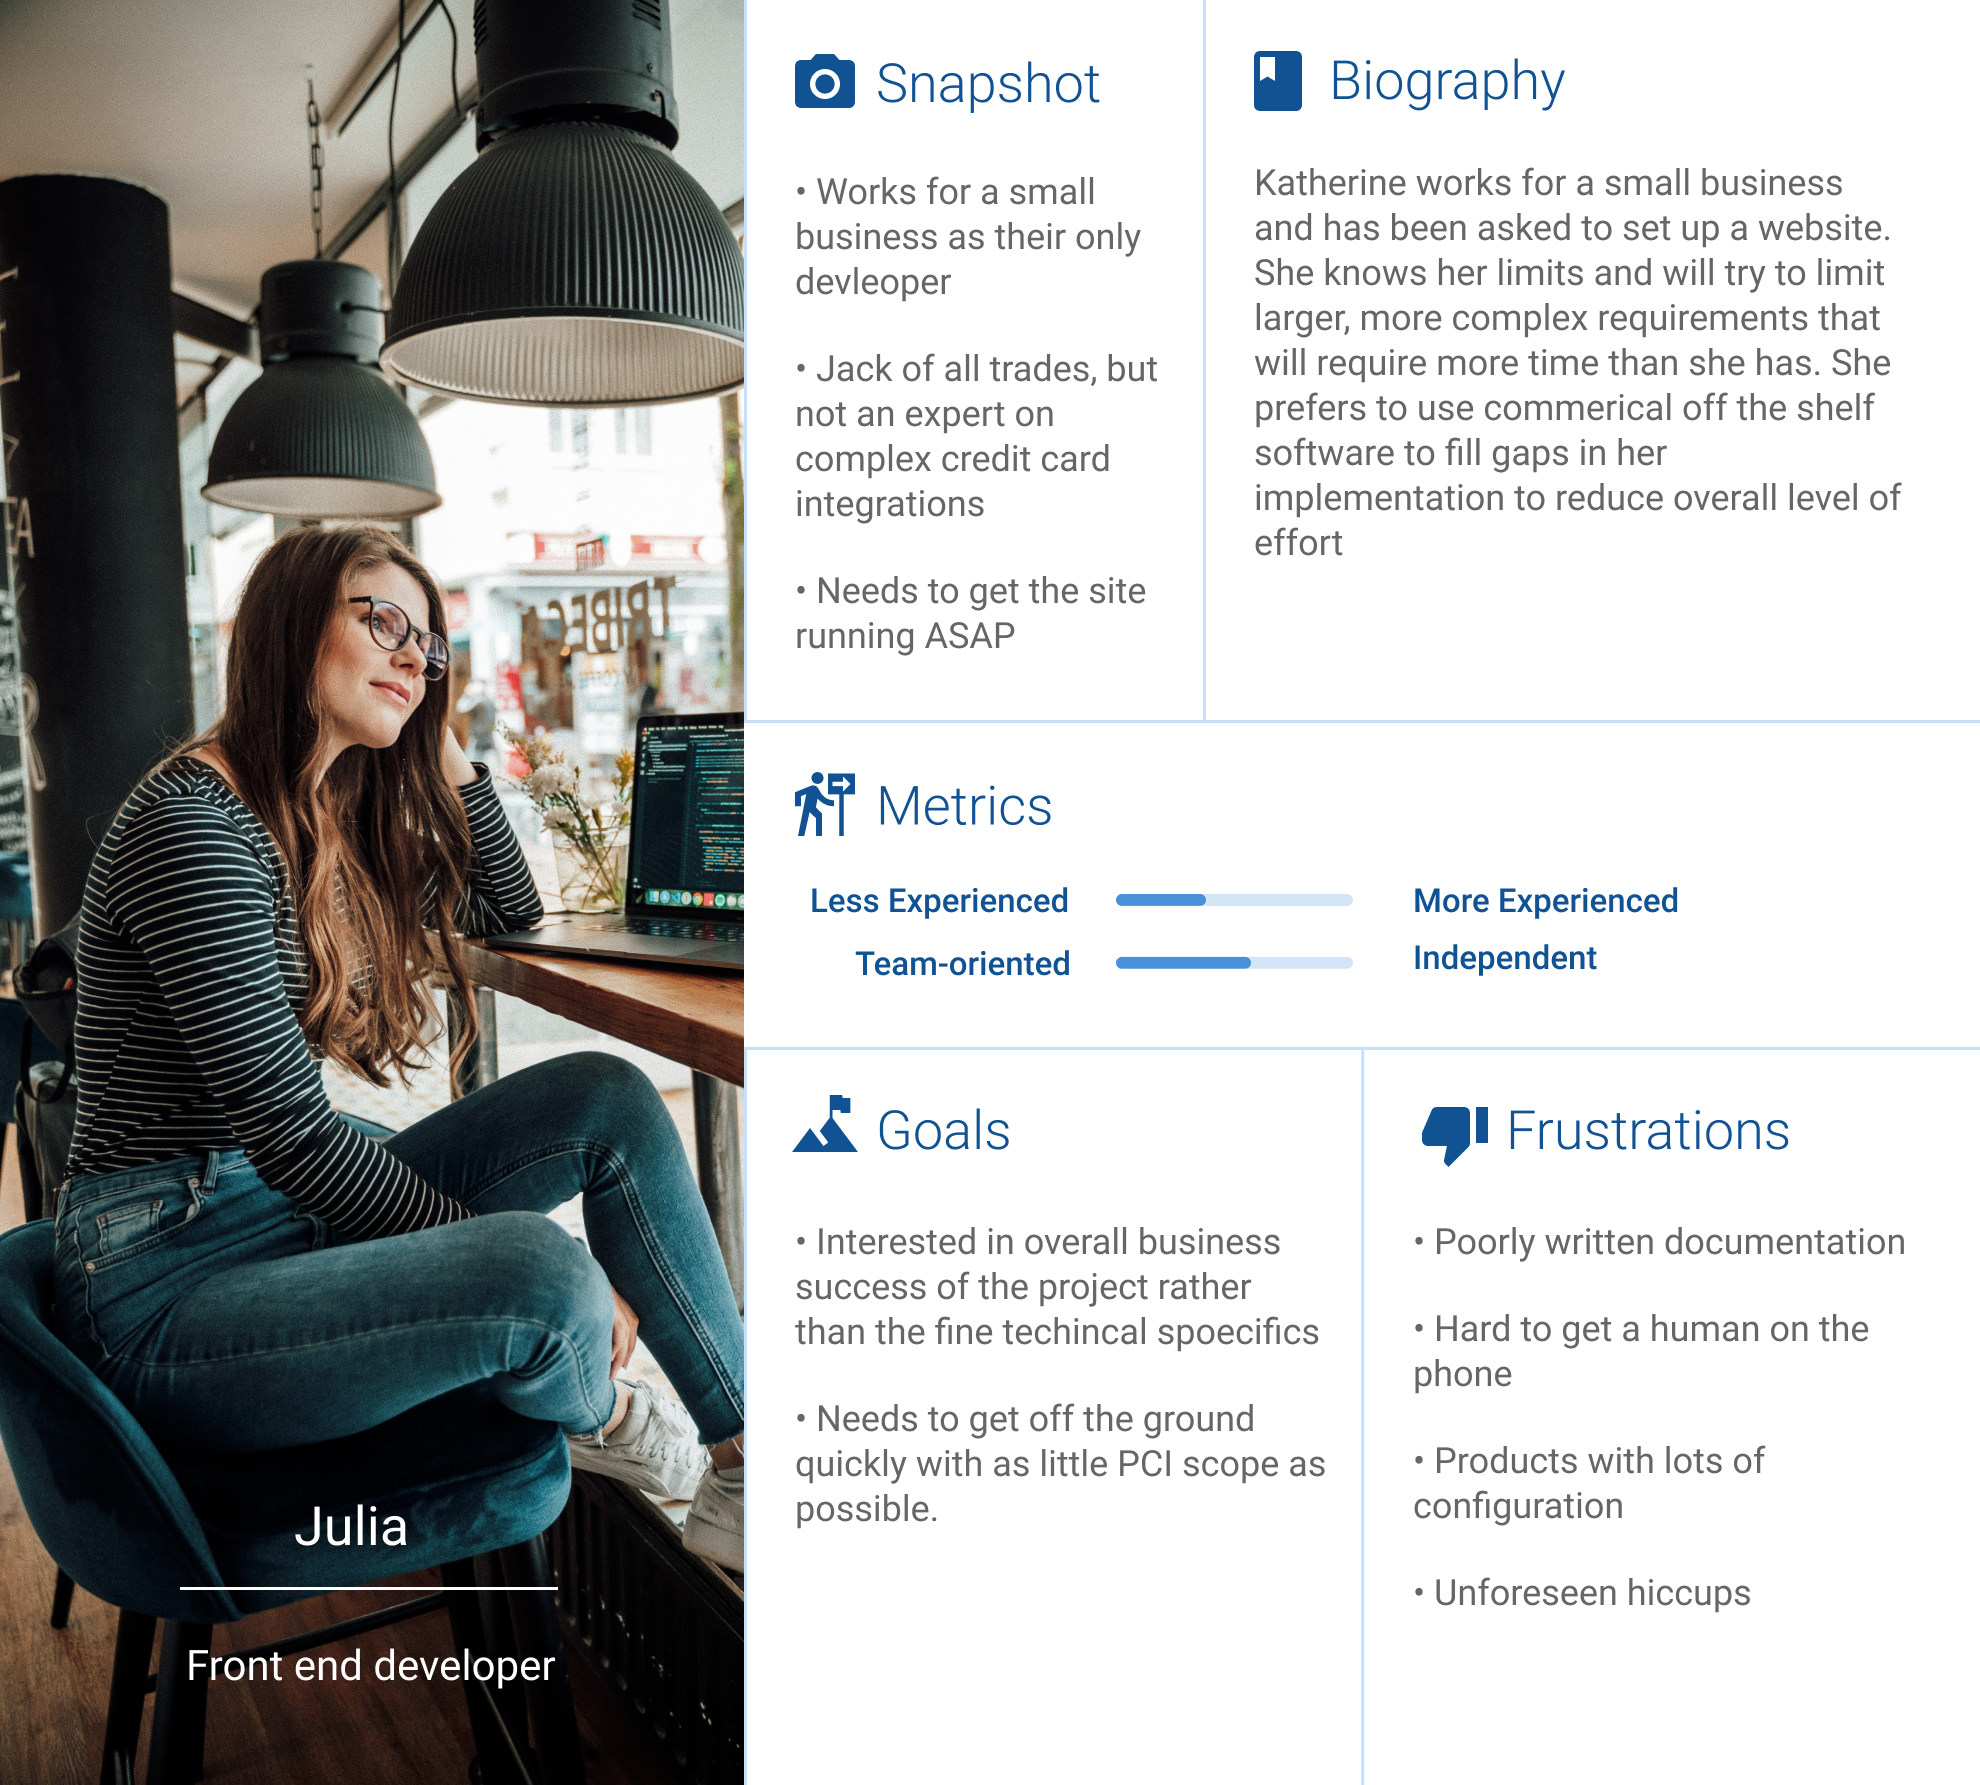 Snapshot
• Works for a small
business as their only
devleoper
• Jack of all trades, but
not an expert on
complex credit card
integrations
• Needs to get the site
running ASAP
Biography
Katherine works for a small business
and has been asked to set up a website.
She knows her limits and will try to limit
larger, more complex requirements that
will require more time than she has. She
prefers to use commerical off the shelf
software to fill gaps in her
implementation to reduce overall level of
effort
Metrics
Less Experienced
More Experienced
Team-oriented
Independent
Goals
• Interested in overall business
success of the project rather
than the fine techincal spoecifics
• Needs to get off the ground
quickly with as little PCI scope as
possible.
Frustrations
• Poorly written documentation
• Hard to get a human on the
phone
• Products with lots of
configuration
• Unforeseen hiccups
Julia
Front end developer